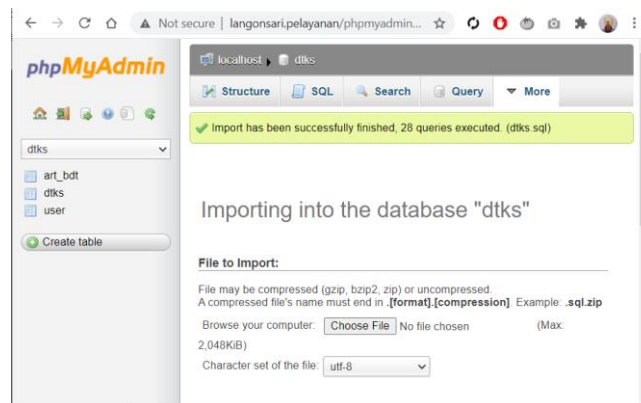 Not secure | langonsari.pelayanan/phpmyadmin...
phpMyAdmin
localhost ▸ dtks
Structure SQL Search Query More
Import has been successfully finished, 28 queries executed. (dtks.sql)
dtks
art_bdt
dtks
user
Create table
Importing into the database "dtks"
File to Import:
File may be compressed (gzip, bzip2, zip) or uncompressed.
A compressed file's name must end in .[format].[compression]. Example: .sql.zip
Browse your computer: Choose File No file chosen (Max:
2,048KiB)
Character set of the file: utf-8